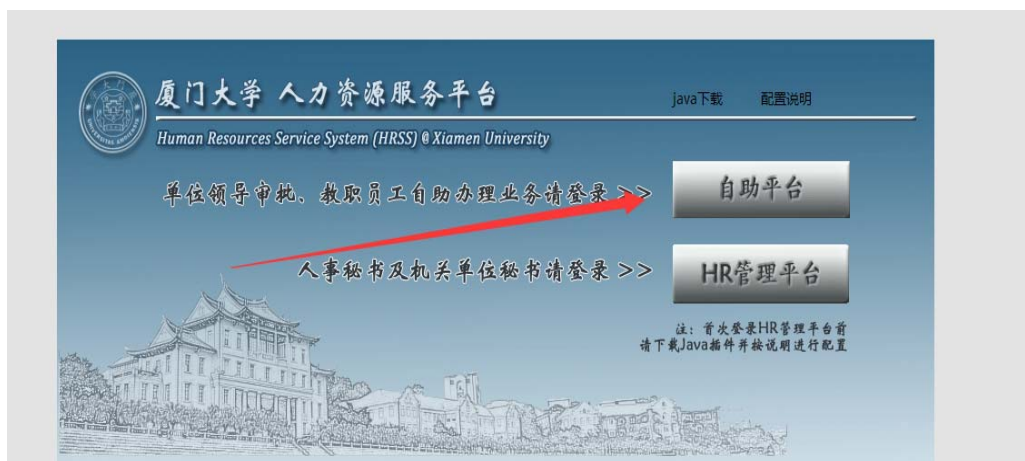 厦门大学 人力资源服务平台
java下载 配置说明
Human Resources Service System (HRSS) @ Xiamen University
单位领导审批、教职员工自助办理业务请登录 >>
自助平台
人事秘书及机关单位秘书请登录 >>
HR管理平台
注：首次登录HR管理平台前
请下载Java插件并按说明进行配置